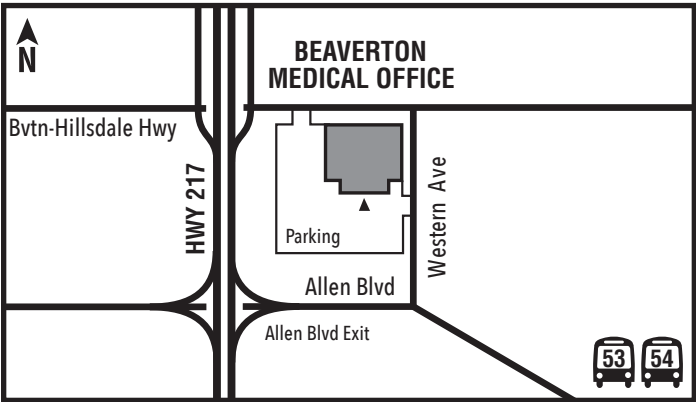 N
BEAVERTON
MEDICAL OFFICE
Bvtn-Hillsdale Hwy
HWY 217
Western Ave
Parking
Allen Blvd
Allen Blvd Exit
53 54